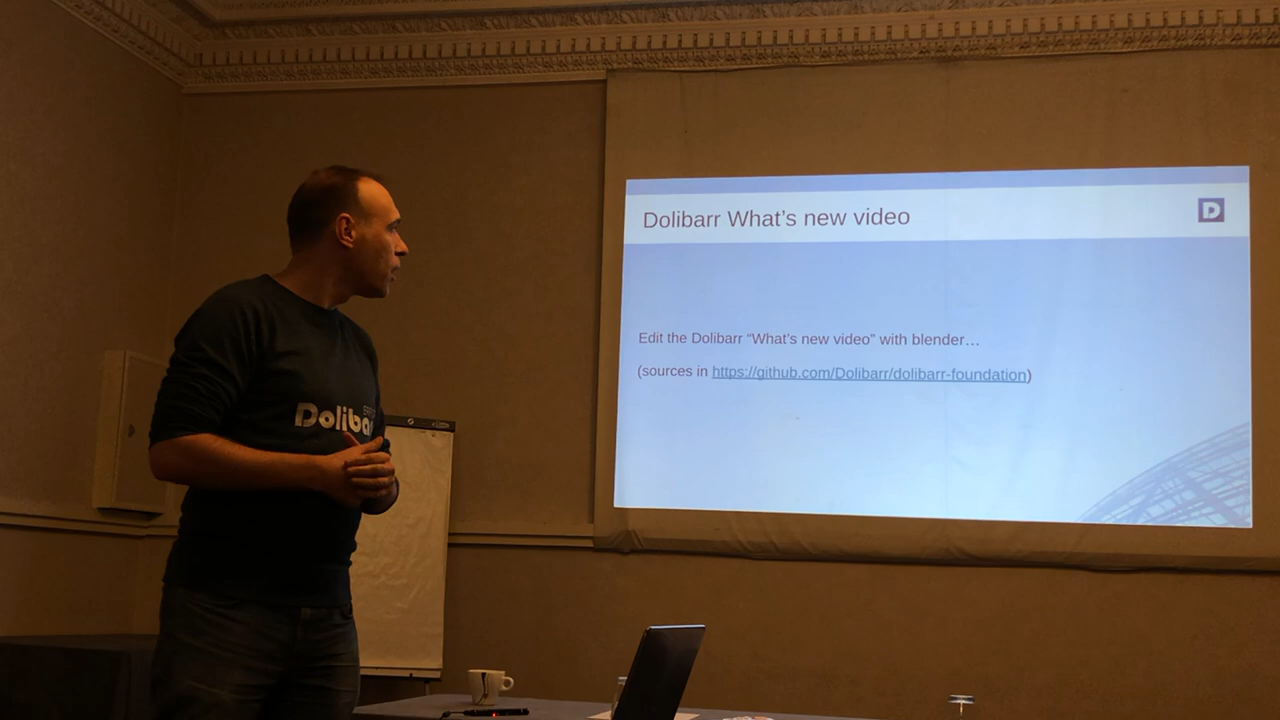 Dolibarr What's new video
D
Edit the Dolibarr “What's new video” with blender…
(sources in https://github.com/Dolibarr/dolibarr-foundation)